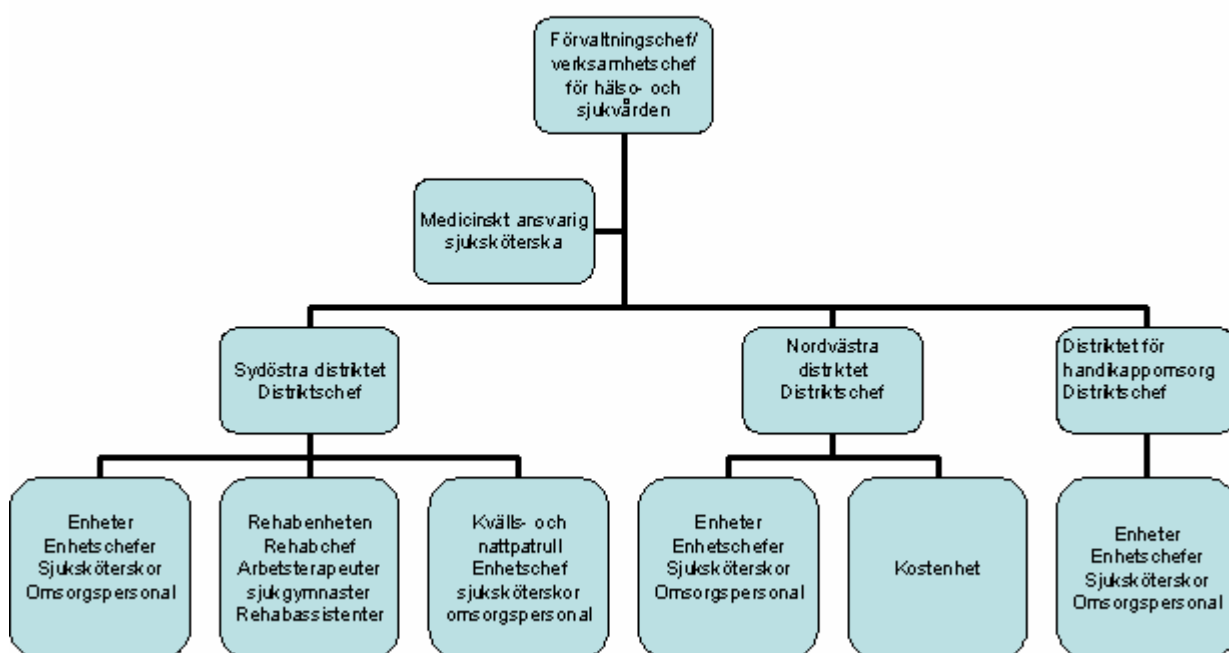 Förvaltningschef/
verksamhetschef
för hälso- och
sjukvården
Medicinskt ansvarig
sjuksköterska
Sydöstra distriktet
Distriktschef
Nordvästra
distrktet
Distriktschef
Distriktet för
handikappomsorg
Distriktschef
Enheter
Enhetschefer
Sjuksköterskor
Omsorgspersonal
Rehabenheten
Rehabchef
Arbetsterapeuter
sjukgymnaster
Rehabassistenter
Kvälls- och
nattpatrull
Enhetschef
sjuksköterskor
omsorgspersonal
Enheter
Enhetschefer
Sjuksköterskor
Omsorgspersonal
Kostenhet
Enheter
Enhetschefer
Sjuksköterskor
Omsorgspersonal